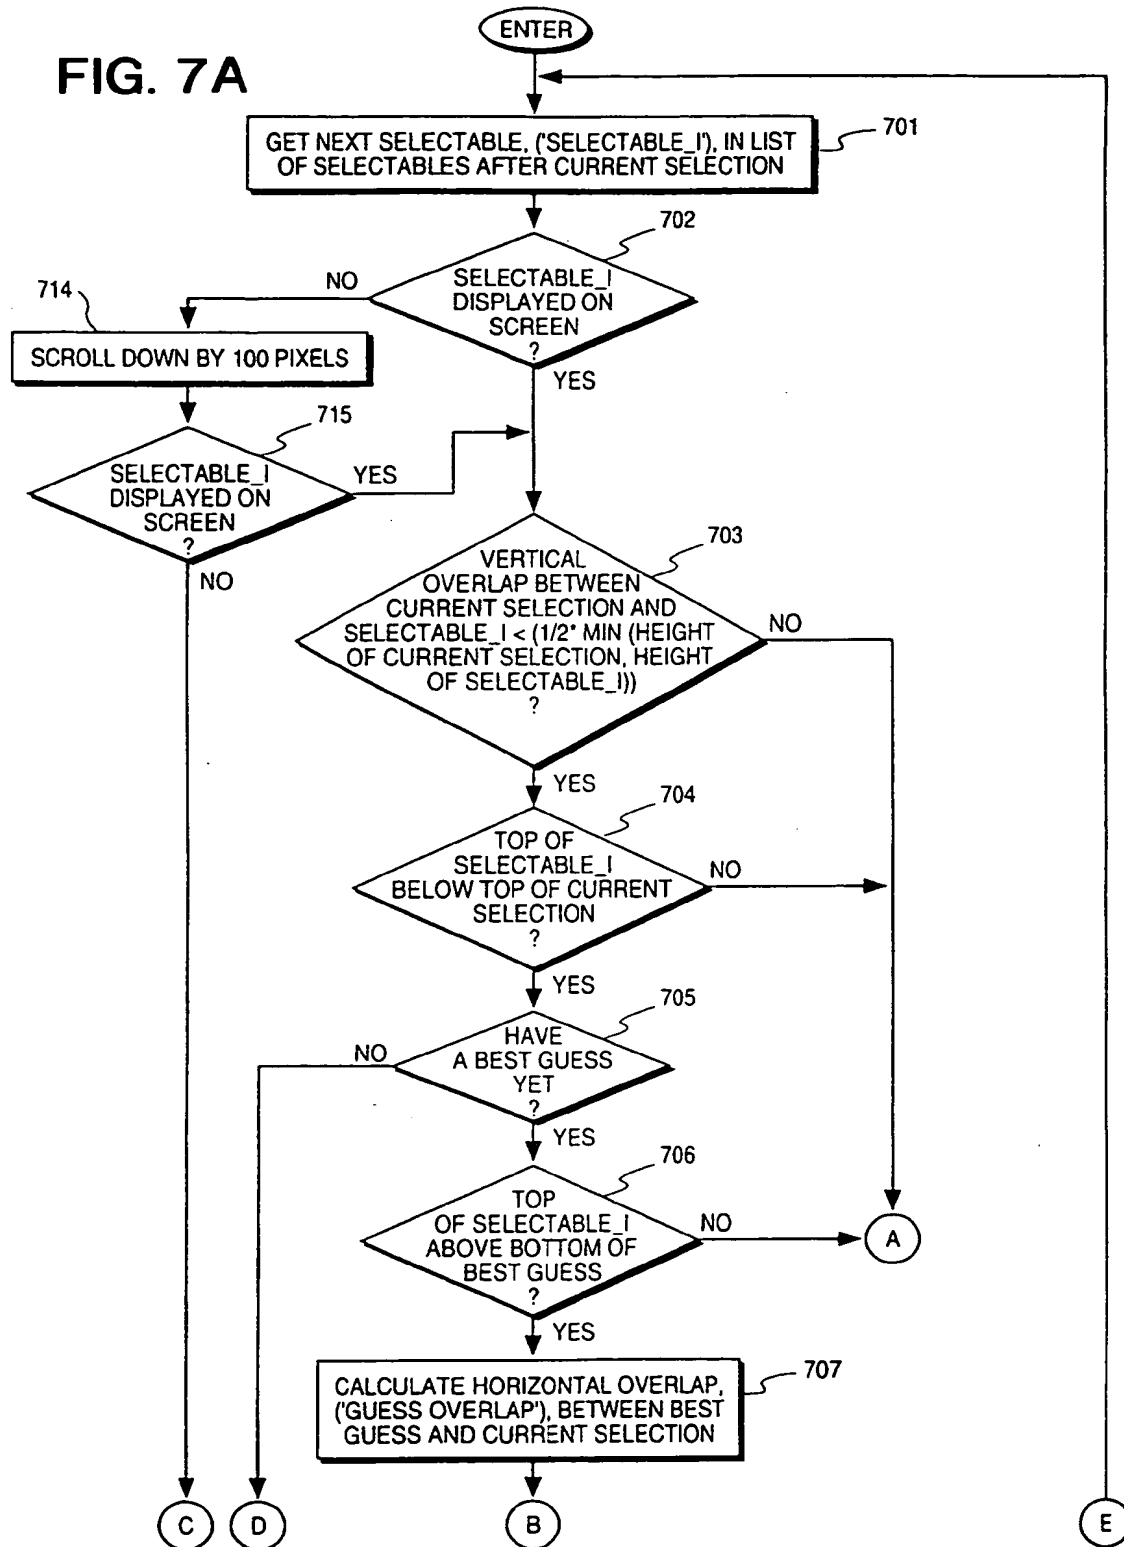 ENTER
FIG. 7A
GET NEXT SELECTABLE, ('SELECTABLE_I'), IN LIST
OF SELECTABLES AFTER CURRENT SELECTION
701
702
SELECTABLE_I
DISPLAYED ON
SCREEN
?
NO
YES
714
SCROLL DOWN BY 100 PIXELS
715
SELECTABLE_I
DISPLAYED ON
SCREEN
?
YES
NO
703
VERTICAL
OVERLAP BETWEEN
CURRENT SELECTION AND
SELECTABLE_I < (1/2* MIN (HEIGHT
OF CURRENT SELECTION, HEIGHT
OF SELECTABLE_I))
?
NO
YES
704
TOP OF
SELECTABLE_I
BELOW TOP OF CURRENT
SELECTION
?
NO
YES
705
HAVE
A BEST GUESS
YET
?
NO
YES
706
TOP
OF SELECTABLE_I
ABOVE BOTTOM OF
BEST GUESS
?
NO
A
YES
707
CALCULATE HORIZONTAL OVERLAP,
('GUESS OVERLAP'), BETWEEN BEST
GUESS AND CURRENT SELECTION
C
D
B
E